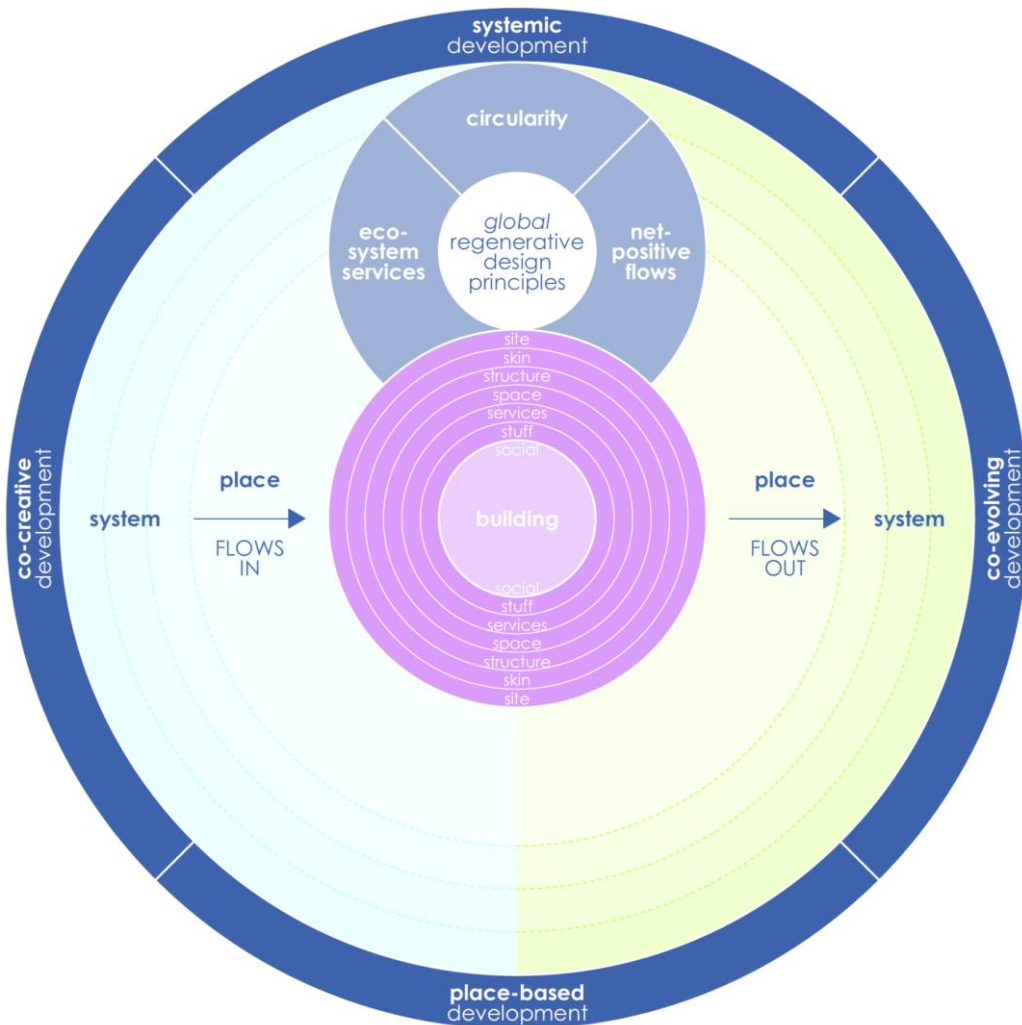 systemic
development
circularity
eco-
system
services
global
regenerative
design
principles
net-
positive
flows
site
skin
structure
space
services
stuff
social
building
social
stuff
services
space
structure
skin
site
co-creative
development
system
place
FLOWS
IN
place
FLOWS
OUT
system
co-evolving
development
place-based
development